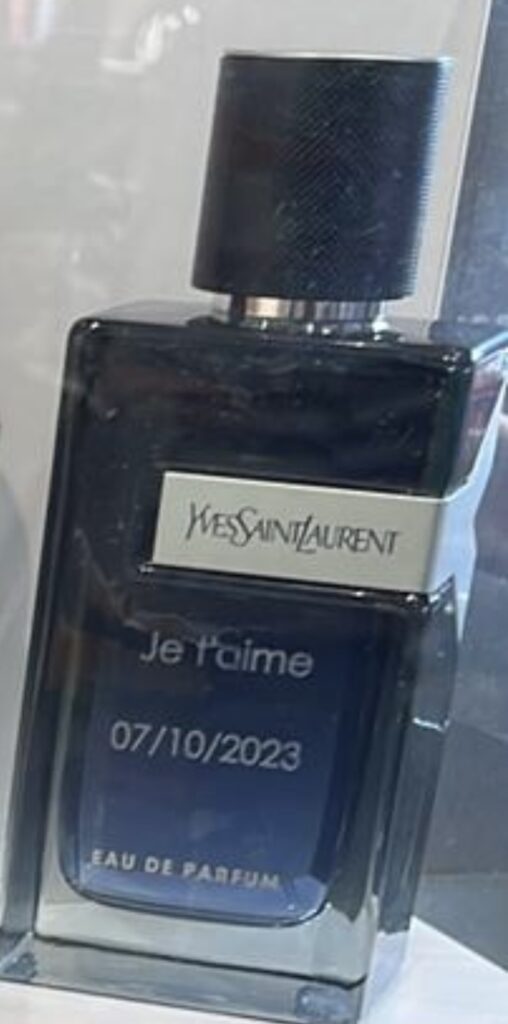 YVESSAINTLAURENT
Je t'aime
07/10/2023
EAU DE PARFUM